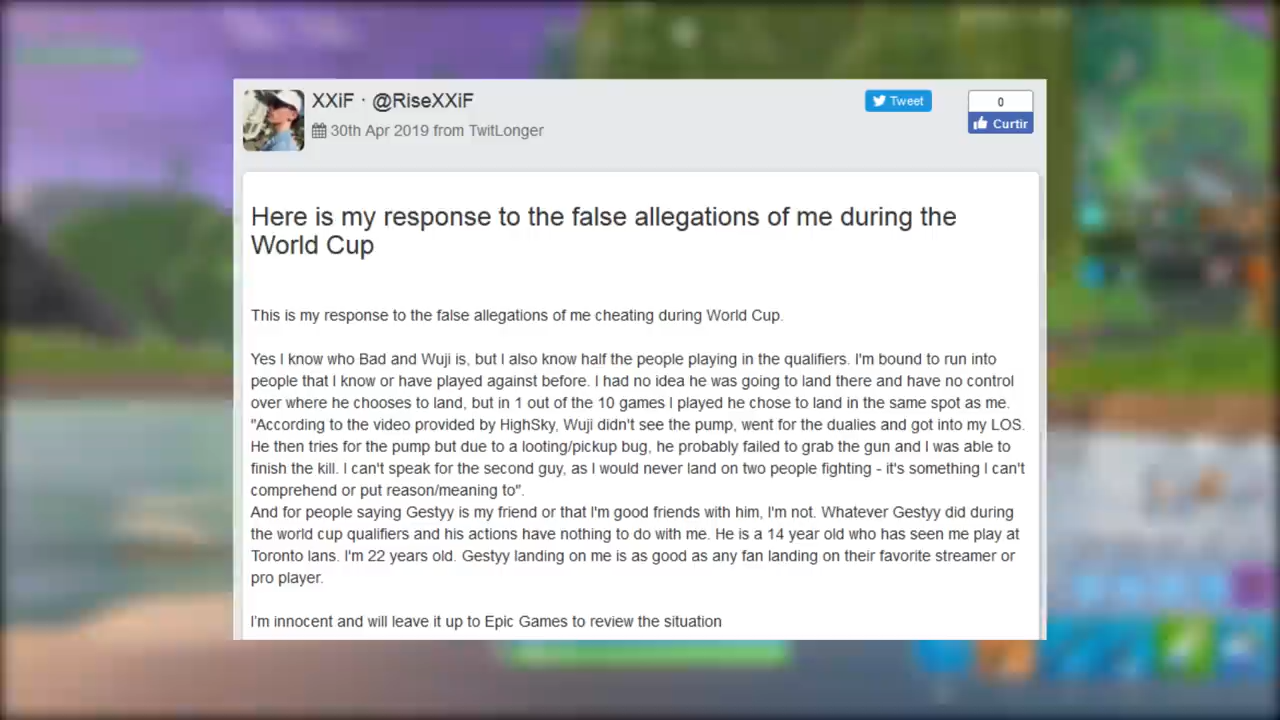 XXiF · @RiseXXiF
30th Apr 2019 from TwitLonger
Tweet
0
Curtir
Here is my response to the false allegations of me during the
World Cup
This is my response to the false allegations of me cheating during World Cup.
Yes I know who Bad and Wuji is, but I also know half the people playing in the qualifiers. I'm bound to run into
people that I know or have played against before. I had no idea he was going to land there and have no control
over where he chooses to land, but in 1 out of the 10 games I played he chose to land in the same spot as me.
"According to the video provided by HighSky, Wuji didn't see the pump, went for the dualies and got into my LOS.
He then tries for the pump but due to a looting/pickup bug, he probably failed to grab the gun and I was able to
finish the kill. I can't speak for the second guy, as I would never land on two people fighting - it's something I can't
comprehend or put reason/meaning to".
And for people saying Gestyy is my friend or that I'm good friends with him, I'm not. Whatever Gestyy did during
the world cup qualifiers and his actions have nothing to do with me. He is a 14 year old who has seen me play at
Toronto lans. I'm 22 years old. Gestyy landing on me is as good as any fan landing on their favorite streamer or
pro player.
I'm innocent and will leave it up to Epic Games to review the situation